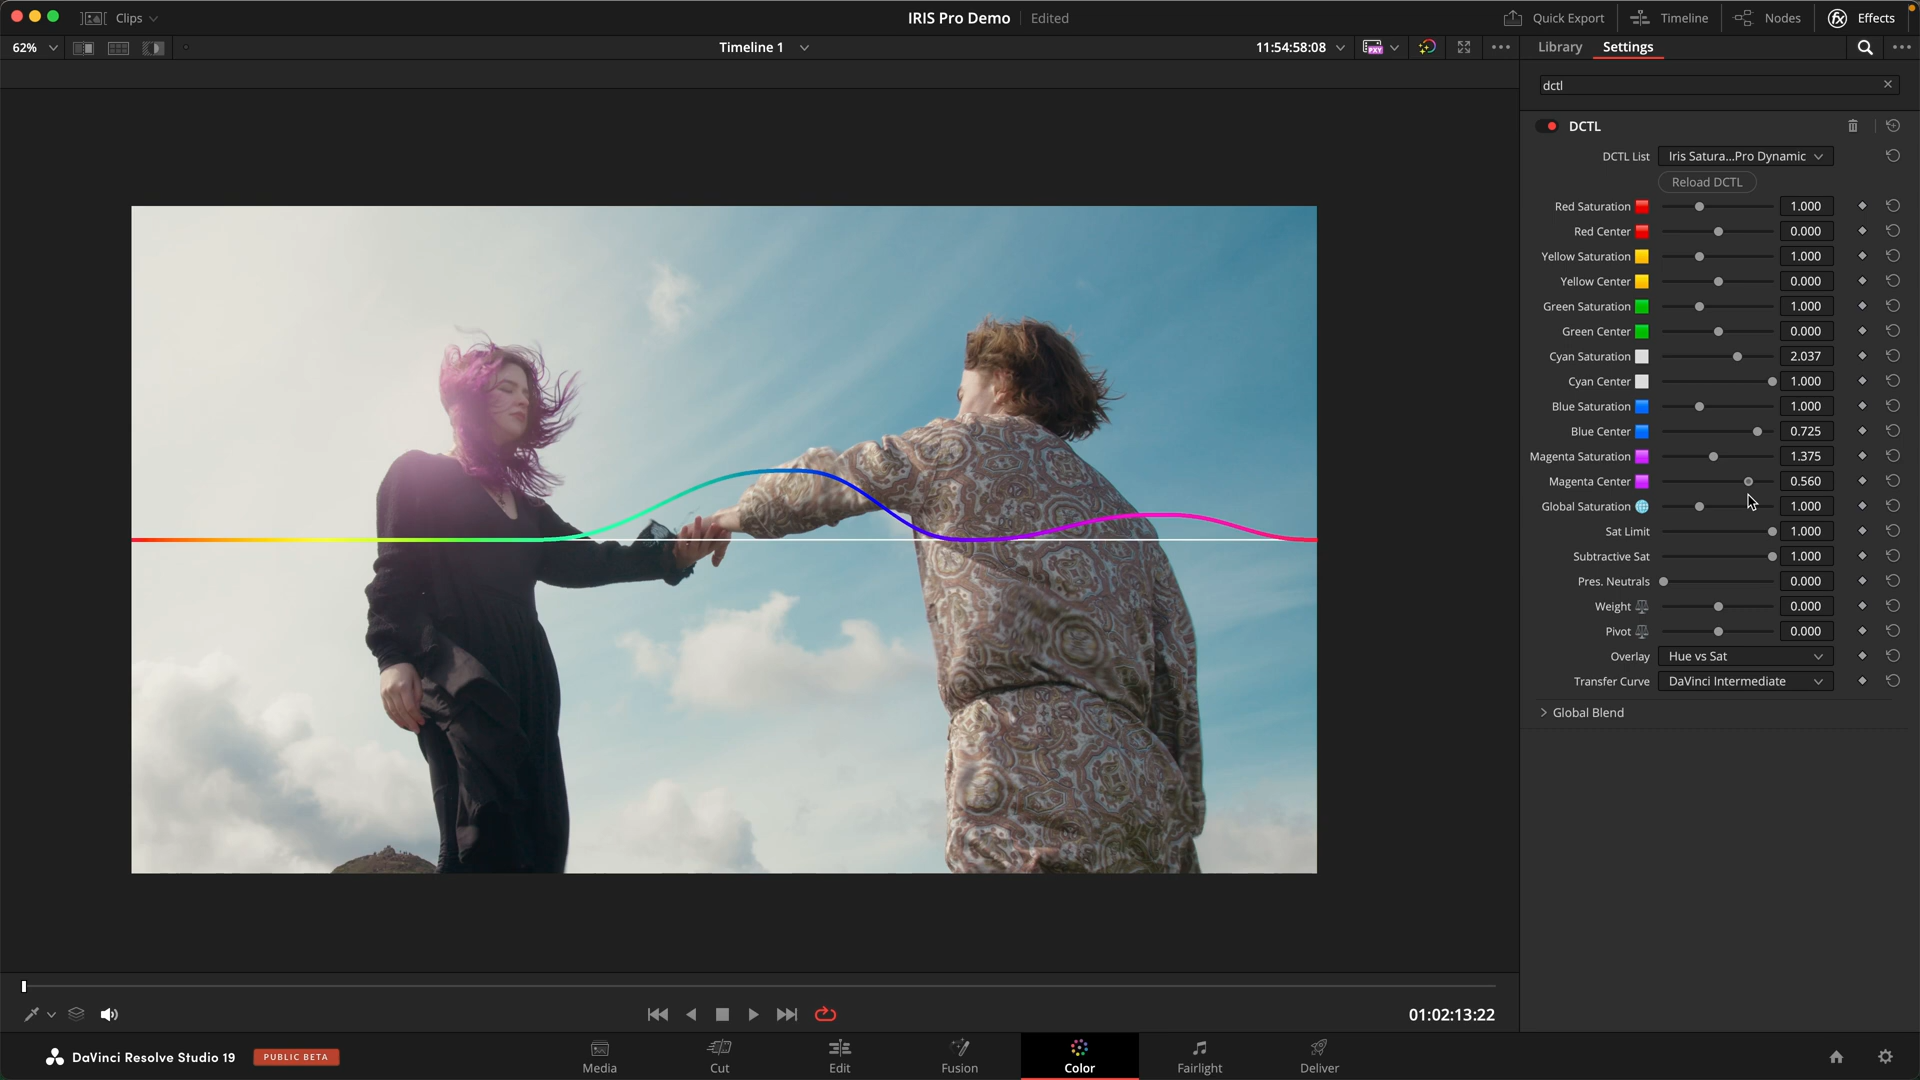 Clips
IRIS Pro Demo Edited
Quick Export Timeline Nodes Effects
62% Timeline 1 11:54:58:08 PXY
Library Settings
dctl
DCTL
DCTL List Iris Satura...Pro Dynamic
Reload DCTL
Red Saturation 1.000
Red Center 0.000
Yellow Saturation 1.000
Yellow Center 0.000
Green Saturation 1.000
Green Center 0.000
Cyan Saturation 2.037
Cyan Center 1.000
Blue Saturation 1.000
Blue Center 0.725
Magenta Saturation 1.375
Magenta Center 0.560
Global Saturation 1.000
Sat Limit 1.000
Subtractive Sat 1.000
Pres. Neutrals 0.000
Weight 0.000
Pivot 0.000
Overlay Hue vs Sat
Transfer Curve DaVinci Intermediate
Global Blend
01:02:13:22
DaVinci Resolve Studio 19 PUBLIC BETA
Media Cut Edit Fusion Color Fairlight Deliver